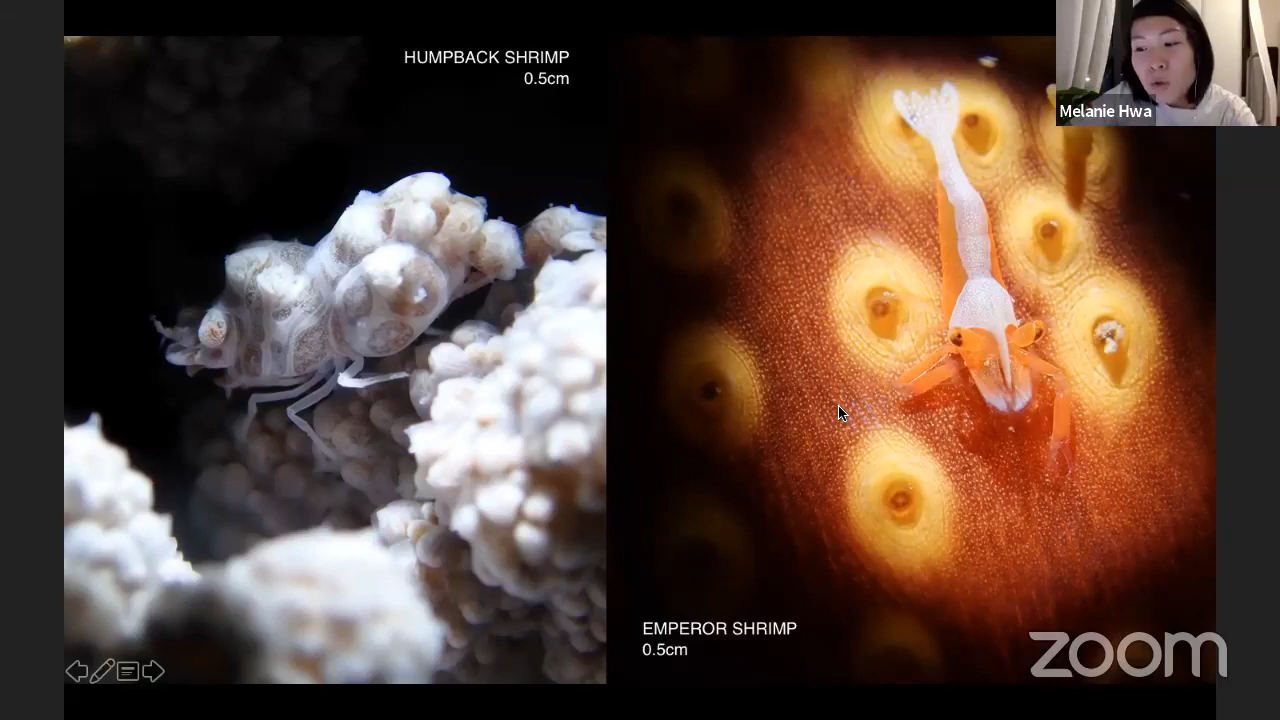 HUMPBACK SHRIMP
0.5cm
Melanie Hwa
EMPEROR SHRIMP
0.5cm
zoom